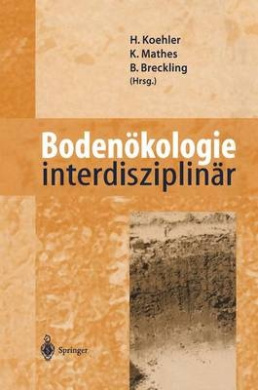 H. Koehler
K. Mathes
B. Breckling
(Hrsg.)
Bodenökologie
interdisziplinär
Springer